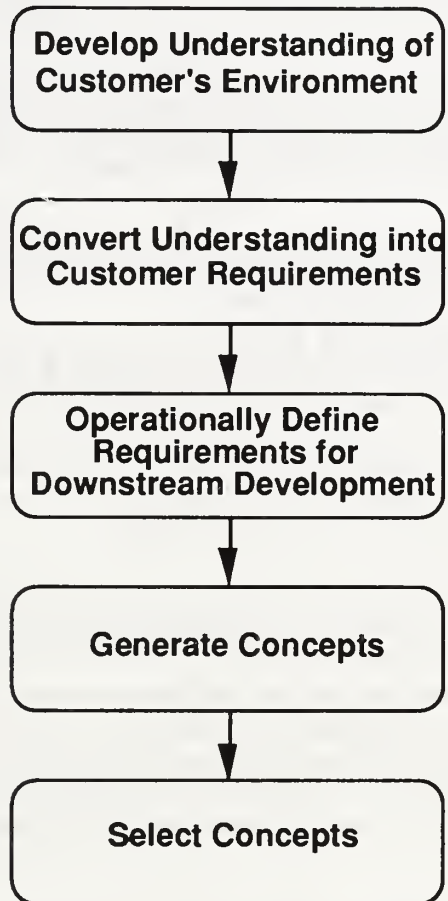 Develop Understanding of
Customer's Environment
Convert Understanding into
Customer Requirements
Operationally Define
Requirements for
Downstream Development
Generate Concepts
Select Concepts